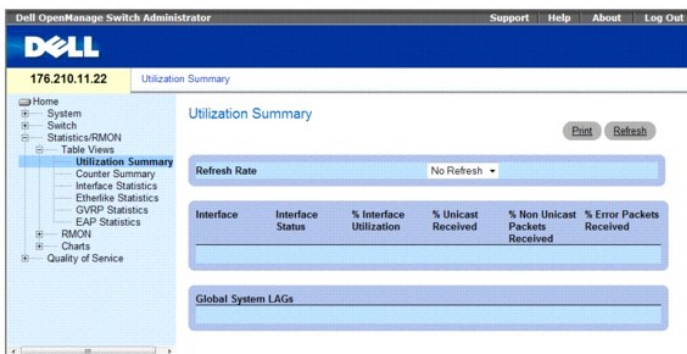 Dell OpenManage Switch Administrator
Support Help About Log Out
DELL
176.210.11.22
Utilization Summary
Home
System
Switch
Statistics/RMON
Table Views
Utilization Summary
Counter Summary
Interface Statistics
Etherlike Statistics
GVRP Statistics
EAP Statistics
RMON
Charts
Quality of Service
Utilization Summary
Print Refresh
Refresh Rate No Refresh
Interface Interface Status % Interface Utilization % Unicast Received % Non Unicast Packets Received % Error Packets Received
Global System LAGs